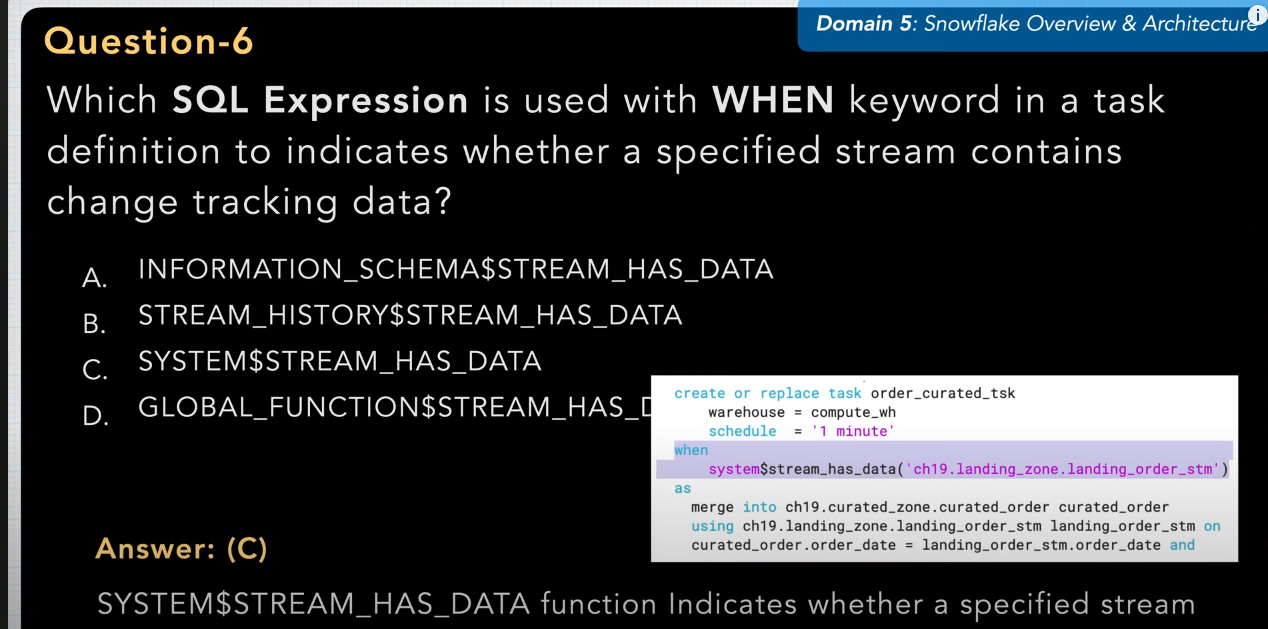 Domain 5: Snowflake Overview & Architecture
Question-6
Which SQL Expression is used with WHEN keyword in a task
definition to indicates whether a specified stream contains
change tracking data?
A. INFORMATION_SCHEMA$STREAM_HAS_DATA
B. STREAM_HISTORY$STREAM_HAS_DATA
C. SYSTEM$STREAM_HAS_DATA
D. GLOBAL_FUNCTION$STREAM_HAS_D
create or replace task order_curated_tsk
warehouse = compute_wh
schedule = '1 minute'
when
system$stream_has_data('ch19.landing_zone.landing_order_stm')
as
merge into ch19.curated_zone.curated_order curated_order
using ch19.landing_zone.landing_order_stm landing_order_stm on
curated_order.order_date = landing_order_stm.order_date and
Answer: (C)
SYSTEM$STREAM_HAS_DATA function Indicates whether a specified stream